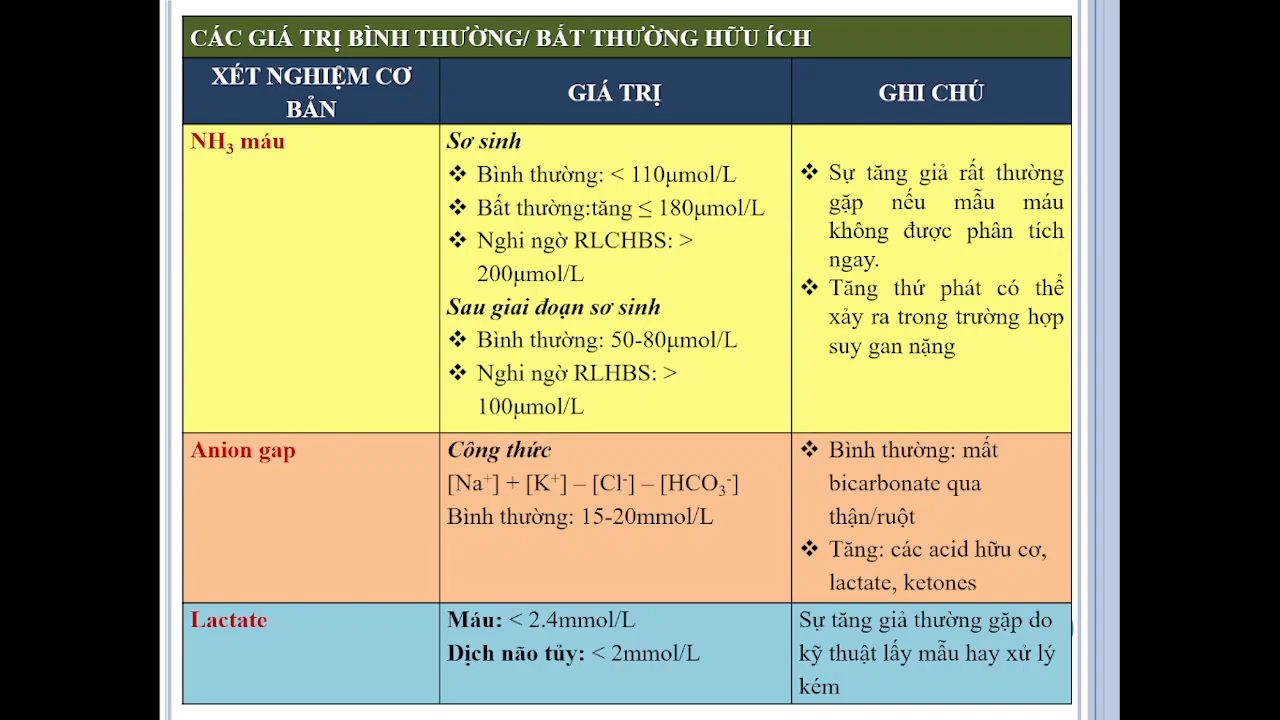 CÁC GIÁ TRỊ BÌNH THƯỜNG/ BẤT THƯỜNG HỮU ÍCH
XÉT NGHIỆM CƠ
BẢN
GIÁ TRỊ
GHI CHÚ
NH₃ máu
Sơ sinh
❖ Bình thường: < 110μmol/L
❖ Bất thường:tăng ≤ 180μmol/L
❖ Nghi ngờ RLCHBS: >
200μmol/L
Sau giai đoạn sơ sinh
❖ Bình thường: 50-80μmol/L
❖ Nghi ngờ RLHBS: >
100μmol/L
❖ Sự tăng giả rất thường
gặp nếu mẫu máu
không được phân tích
ngay.
❖ Tăng thứ phát có thể
xảy ra trong trường hợp
suy gan nặng
Anion gap
Công thức
[Na⁺] + [K⁺] – [Cl⁻] – [HCO₃⁻]
Bình thường: 15-20mmol/L
❖ Bình thường: mất
bicarbonate qua
thận/ruột
❖ Tăng: các acid hữu cơ,
lactate, ketones
Lactate
Máu: < 2.4mmol/L
Dịch não tủy: < 2mmol/L
Sự tăng giả thường gặp do
kỹ thuật lấy mẫu hay xử lý
kém